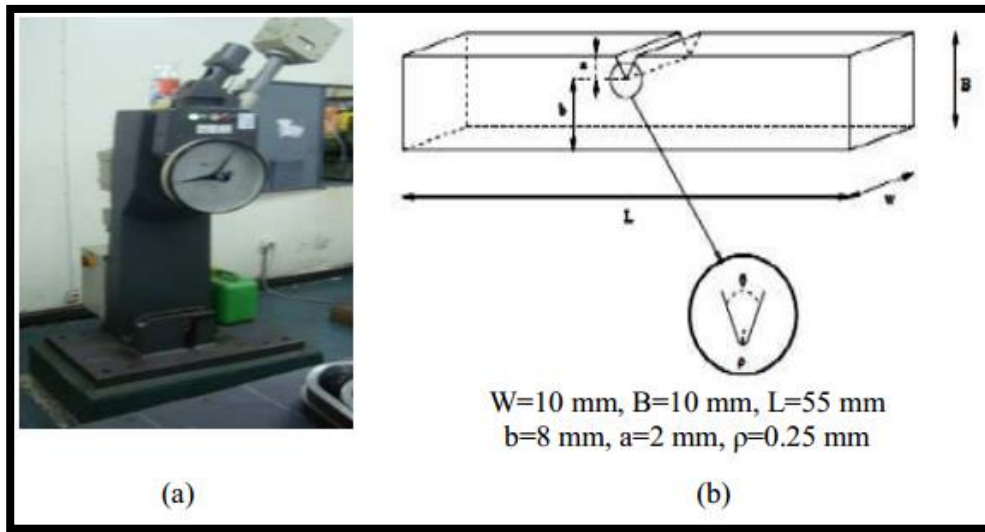 a
b
B
L
w
θ
ρ
W=10 mm, B=10 mm, L=55 mm
b=8 mm, a=2 mm, ρ=0.25 mm
(a)
(b)